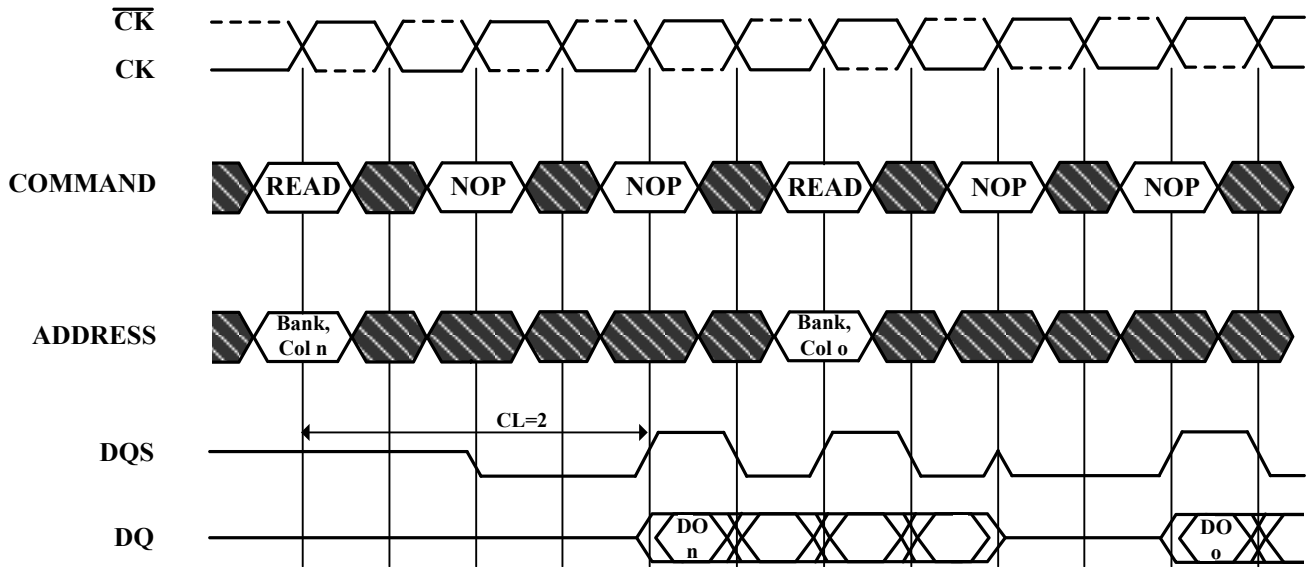 C̅K̅
CK
COMMAND
READ
NOP
NOP
READ
NOP
NOP
ADDRESS
Bank,
Col n
Bank,
Col o
CL=2
DQS
DQ
DO
n
DO
o